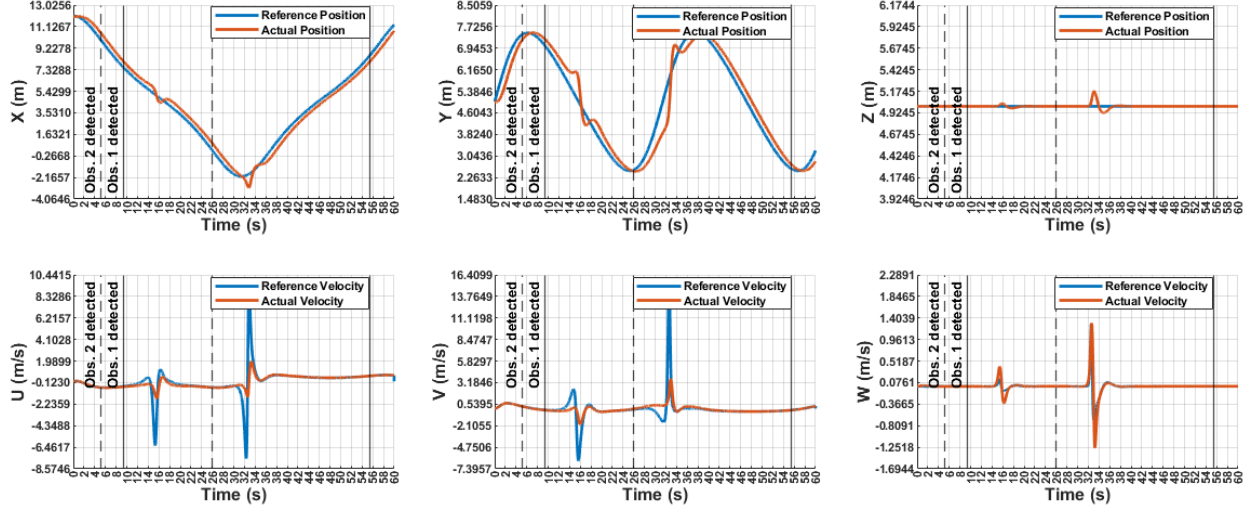 13.0256
11.1267
9.2278
7.3288
5.4299
3.5310
1.6321
-0.2668
-2.1657
-4.0646
X (m)
Obs. 2 detected
Obs. 1 detected
Reference Position
Actual Position
0 2 4 6 8 10 12 14 16 18 20 22 24 26 28 30 32 34 36 38 40 42 44 46 48 50 52 54 56 58 60
Time (s)
8.5059
7.7256
6.9453
6.1650
5.3846
4.6043
3.8240
3.0436
2.2633
1.4830
Y (m)
Obs. 2 detected
Obs. 1 detected
Reference Position
Actual Position
0 2 4 6 8 10 12 14 16 18 20 22 24 26 28 30 32 34 36 38 40 42 44 46 48 50 52 54 56 58 60
Time (s)
6.1744
5.9245
5.6745
5.4245
5.1745
4.9245
4.6745
4.4246
4.1746
3.9246
Z (m)
Obs. 2 detected
Obs. 1 detected
Reference Position
Actual Position
0 2 4 6 8 10 12 14 16 18 20 22 24 26 28 30 32 34 36 38 40 42 44 46 48 50 52 54 56 58 60
Time (s)
10.4415
8.3286
6.2157
4.1028
1.9899
-0.1230
-2.2359
-4.3488
-6.4617
-8.5746
U (m/s)
Obs. 2 detected
Obs. 1 detected
Reference Velocity
Actual Velocity
0 2 4 6 8 10 12 14 16 18 20 22 24 26 28 30 32 34 36 38 40 42 44 46 48 50 52 54 56 58 60
Time (s)
16.4099
13.7649
11.1198
8.4747
5.8297
3.1846
0.5395
-2.1055
-4.7506
-7.3957
V (m/s)
Obs. 2 detected
Obs. 1 detected
Reference Velocity
Actual Velocity
0 2 4 6 8 10 12 14 16 18 20 22 24 26 28 30 32 34 36 38 40 42 44 46 48 50 52 54 56 58 60
Time (s)
2.2891
1.8465
1.4039
0.9613
0.5187
0.0761
-0.3665
-0.8091
-1.2518
-1.6944
W (m/s)
Obs. 2 detected
Obs. 1 detected
Reference Velocity
Actual Velocity
0 2 4 6 8 10 12 14 16 18 20 22 24 26 28 30 32 34 36 38 40 42 44 46 48 50 52 54 56 58 60
Time (s)